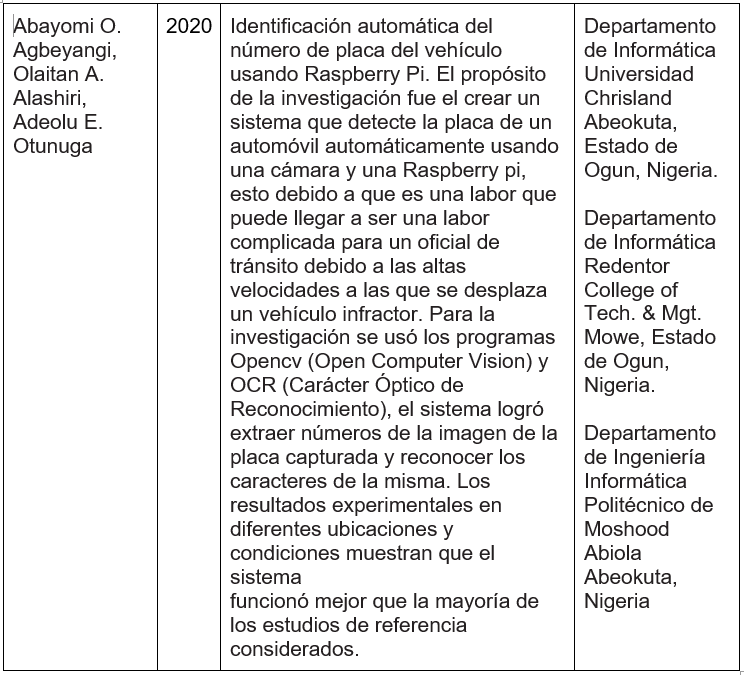 Abayomi O.
Agbeyangi,
Olaitan A.
Alashiri,
Adeolu E.
Otunuga
2020
Identificación automática del
número de placa del vehículo
usando Raspberry Pi. El propósito
de la investigación fue el crear un
sistema que detecte la placa de un
automóvil automáticamente usando
una cámara y una Raspberry pi,
esto debido a que es una labor que
puede llegar a ser una labor
complicada para un oficial de
tránsito debido a las altas
velocidades a las que se desplaza
un vehículo infractor. Para la
investigación se usó los programas
Opencv (Open Computer Vision) y
OCR (Carácter Óptico de
Reconocimiento), el sistema logró
extraer números de la imagen de la
placa capturada y reconocer los
caracteres de la misma. Los
resultados experimentales en
diferentes ubicaciones y
condiciones muestran que el
sistema
funcionó mejor que la mayoría de
los estudios de referencia
considerados.
Departamento
de Informática
Universidad
Chrisland
Abeokuta,
Estado de
Ogun, Nigeria.
Departamento
de Informática
Redentor
College of
Tech. & Mgt.
Mowe, Estado
de Ogun,
Nigeria.
Departamento
de Ingeniería
Informática
Politécnico de
Moshood
Abiola
Abeokuta,
Nigeria